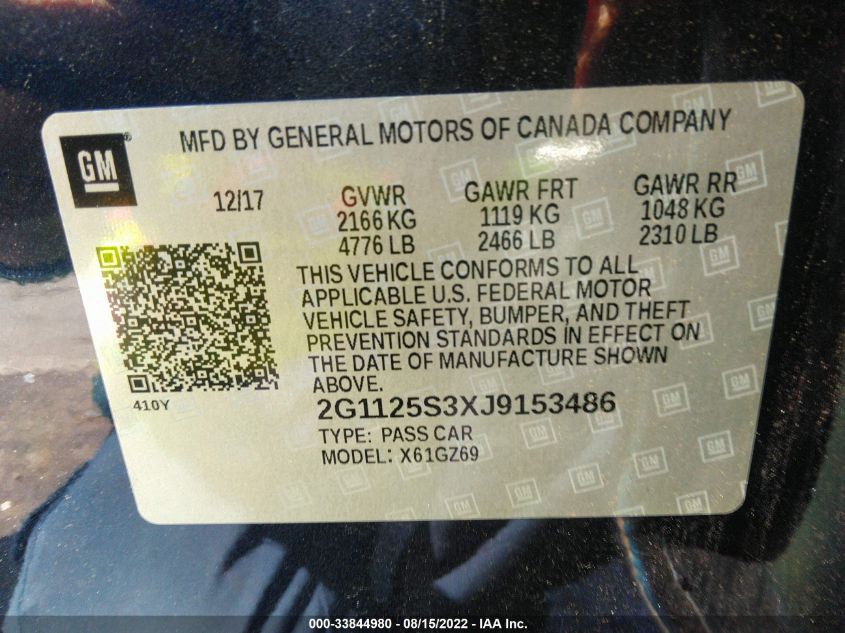 MFD BY GENERAL MOTORS OF CANADA COMPANY
GM
12/17
GVWR GAWR FRT GAWR RR
2166 KG 1119 KG 1048 KG
4776 LB 2466 LB 2310 LB
THIS VEHICLE CONFORMS TO ALL
APPLICABLE U.S. FEDERAL MOTOR
VEHICLE SAFETY, BUMPER, AND THEFT
PREVENTION STANDARDS IN EFFECT ON
THE DATE OF MANUFACTURE SHOWN
ABOVE.
410Y
2G1125S3XJ9153486
TYPE: PASS CAR
MODEL: X61GZ69
000-33844980 - 08/15/2022 - IAA Inc.